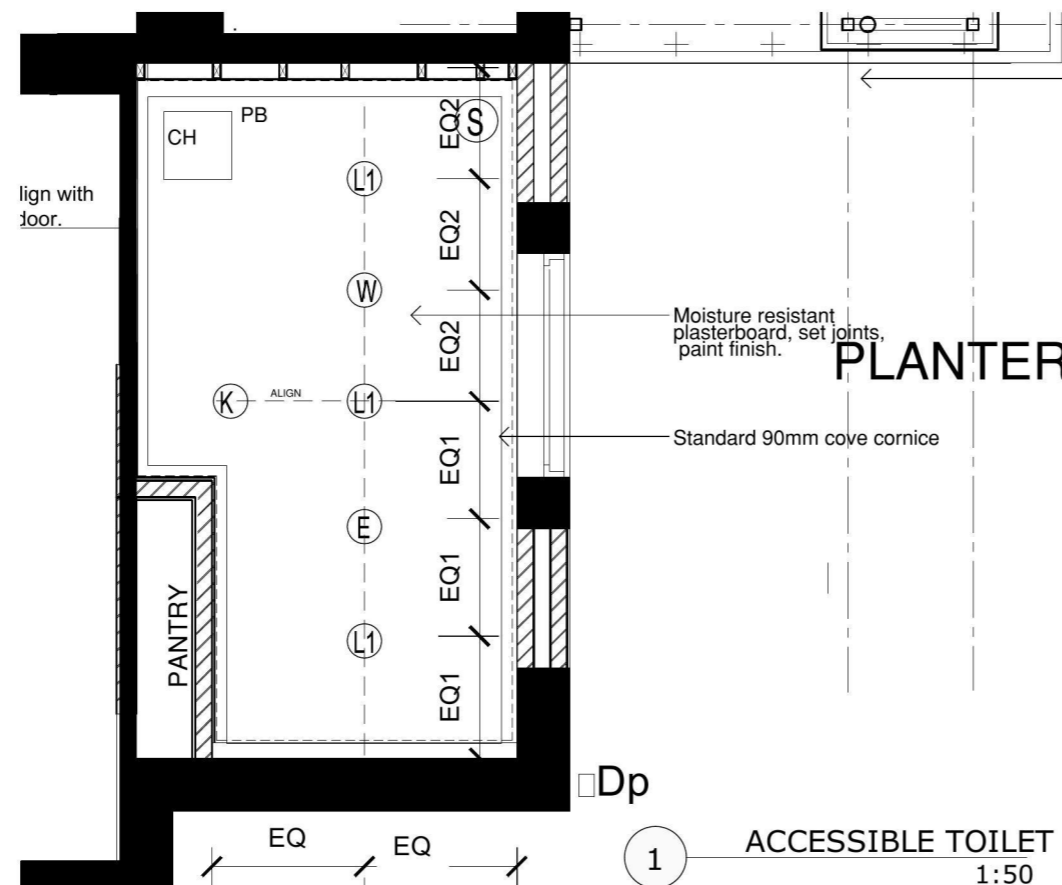 EQ2
S
PB
CH
L1
lign with
door.
EQ2
W
Moisture resistant
plasterboard, set joints,
paint finish.
EQ2
PLANTER
K
ALIGN
L1
Standard 90mm cove cornice
EQ1
E
EQ1
PANTRY
L1
EQ1
Dp
EQ
EQ
1
ACCESSIBLE TOILET
1:50